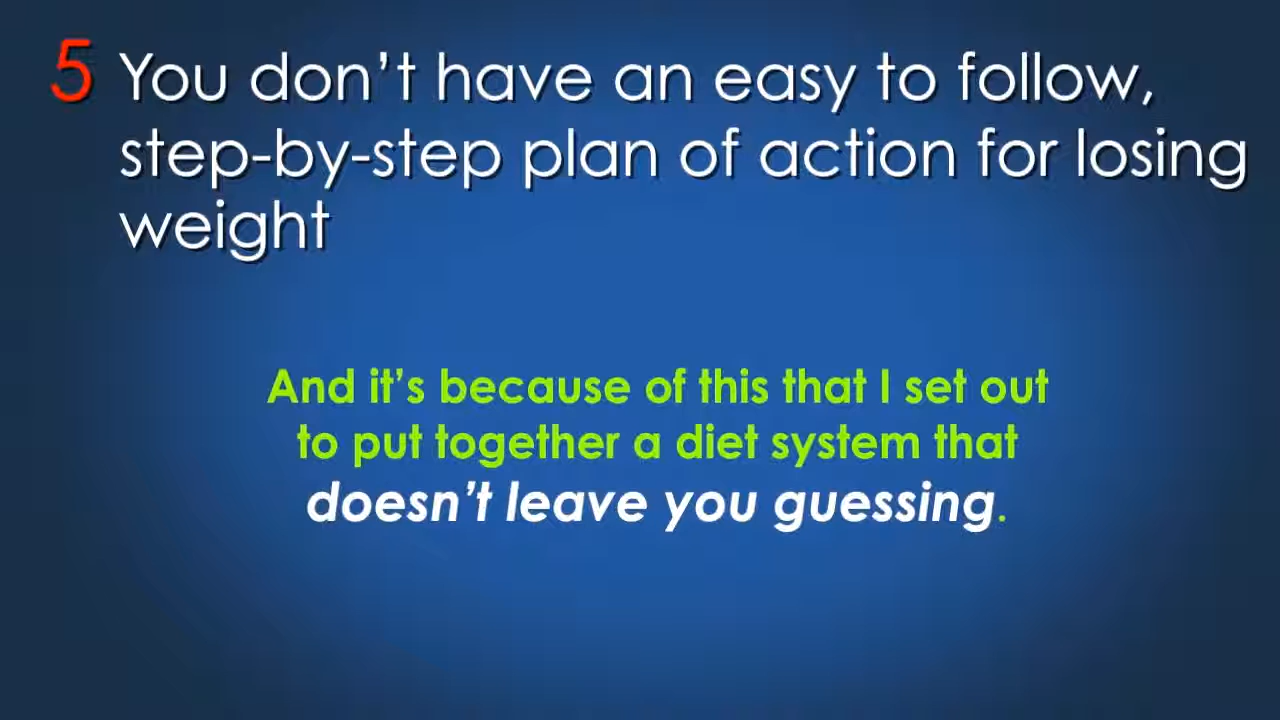 5 You don’t have an easy to follow,
step-by-step plan of action for losing
weight
And it’s because of this that I set out
to put together a diet system that
doesn’t leave you guessing.